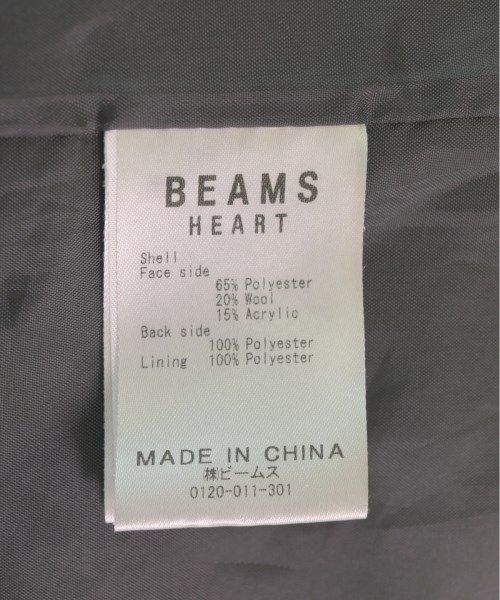 BEAMS
HEART
Shell
Face side
65% Polyester
20% Wool
15% Acrylic
Back side
100% Polyester
Lining 100% Polyester
MADE IN CHINA
㈱ビームス
0120-011-301